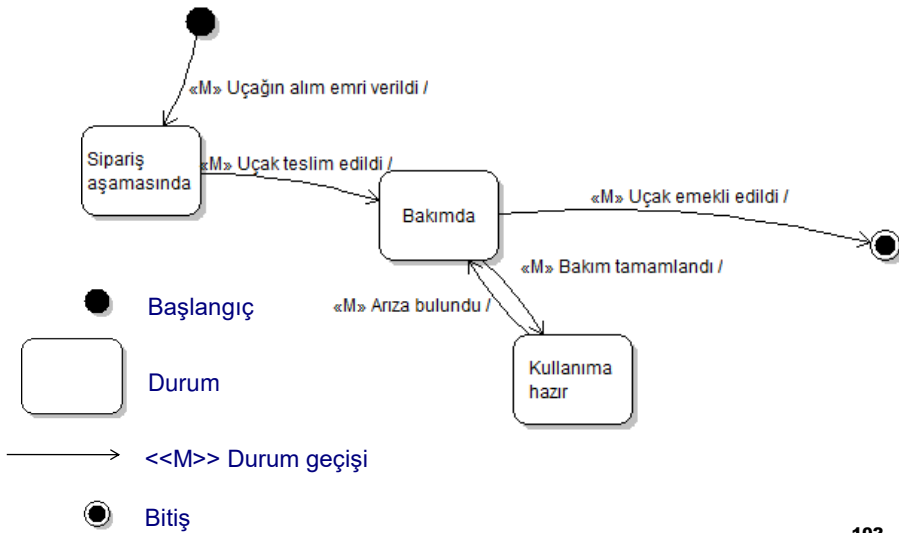 «M» Uçağın alım emri verildi /
Sipariş
aşamasında
«M» Uçak teslim edildi /
Bakımda
«M» Uçak emekli edildi /
«M» Bakım tamamlandı /
«M» Arıza bulundu /
Kullanıma
hazır
Başlangıç
Durum
<<M>> Durum geçişi
Bitiş